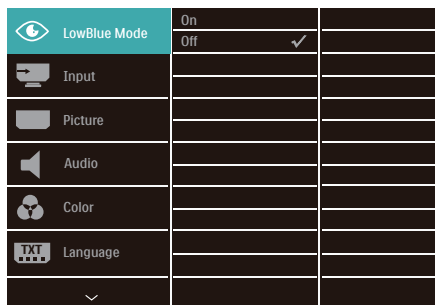 LowBlue Mode
On
Off
Input
Picture
Audio
Color
TXT
Language